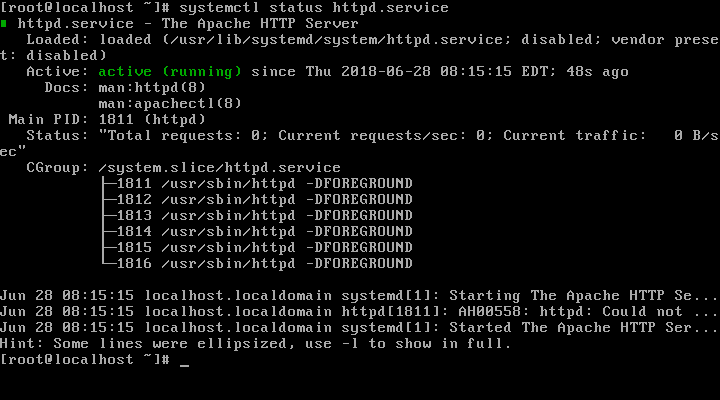 [root@localhost ~]# systemctl status httpd.service
httpd.service - The Apache HTTP Server
   Loaded: loaded (/usr/lib/systemd/system/httpd.service; disabled; vendor prese
t: disabled)
   Active: active (running) since Thu 2018-06-28 08:15:15 EDT; 48s ago
     Docs: man:httpd(8)
           man:apachectl(8)
 Main PID: 1811 (httpd)
   Status: "Total requests: 0; Current requests/sec: 0; Current traffic:   0 B/s
ec"
   CGroup: /system.slice/httpd.service
           ├─1811 /usr/sbin/httpd -DFOREGROUND
           ├─1812 /usr/sbin/httpd -DFOREGROUND
           ├─1813 /usr/sbin/httpd -DFOREGROUND
           ├─1814 /usr/sbin/httpd -DFOREGROUND
           ├─1815 /usr/sbin/httpd -DFOREGROUND
           └─1816 /usr/sbin/httpd -DFOREGROUND

Jun 28 08:15:15 localhost.localdomain systemd[1]: Starting The Apache HTTP Se...
Jun 28 08:15:15 localhost.localdomain httpd[1811]: AH00558: httpd: Could not ...
Jun 28 08:15:15 localhost.localdomain systemd[1]: Started The Apache HTTP Ser...
Hint: Some lines were ellipsized, use -l to show in full.
[root@localhost ~]# _